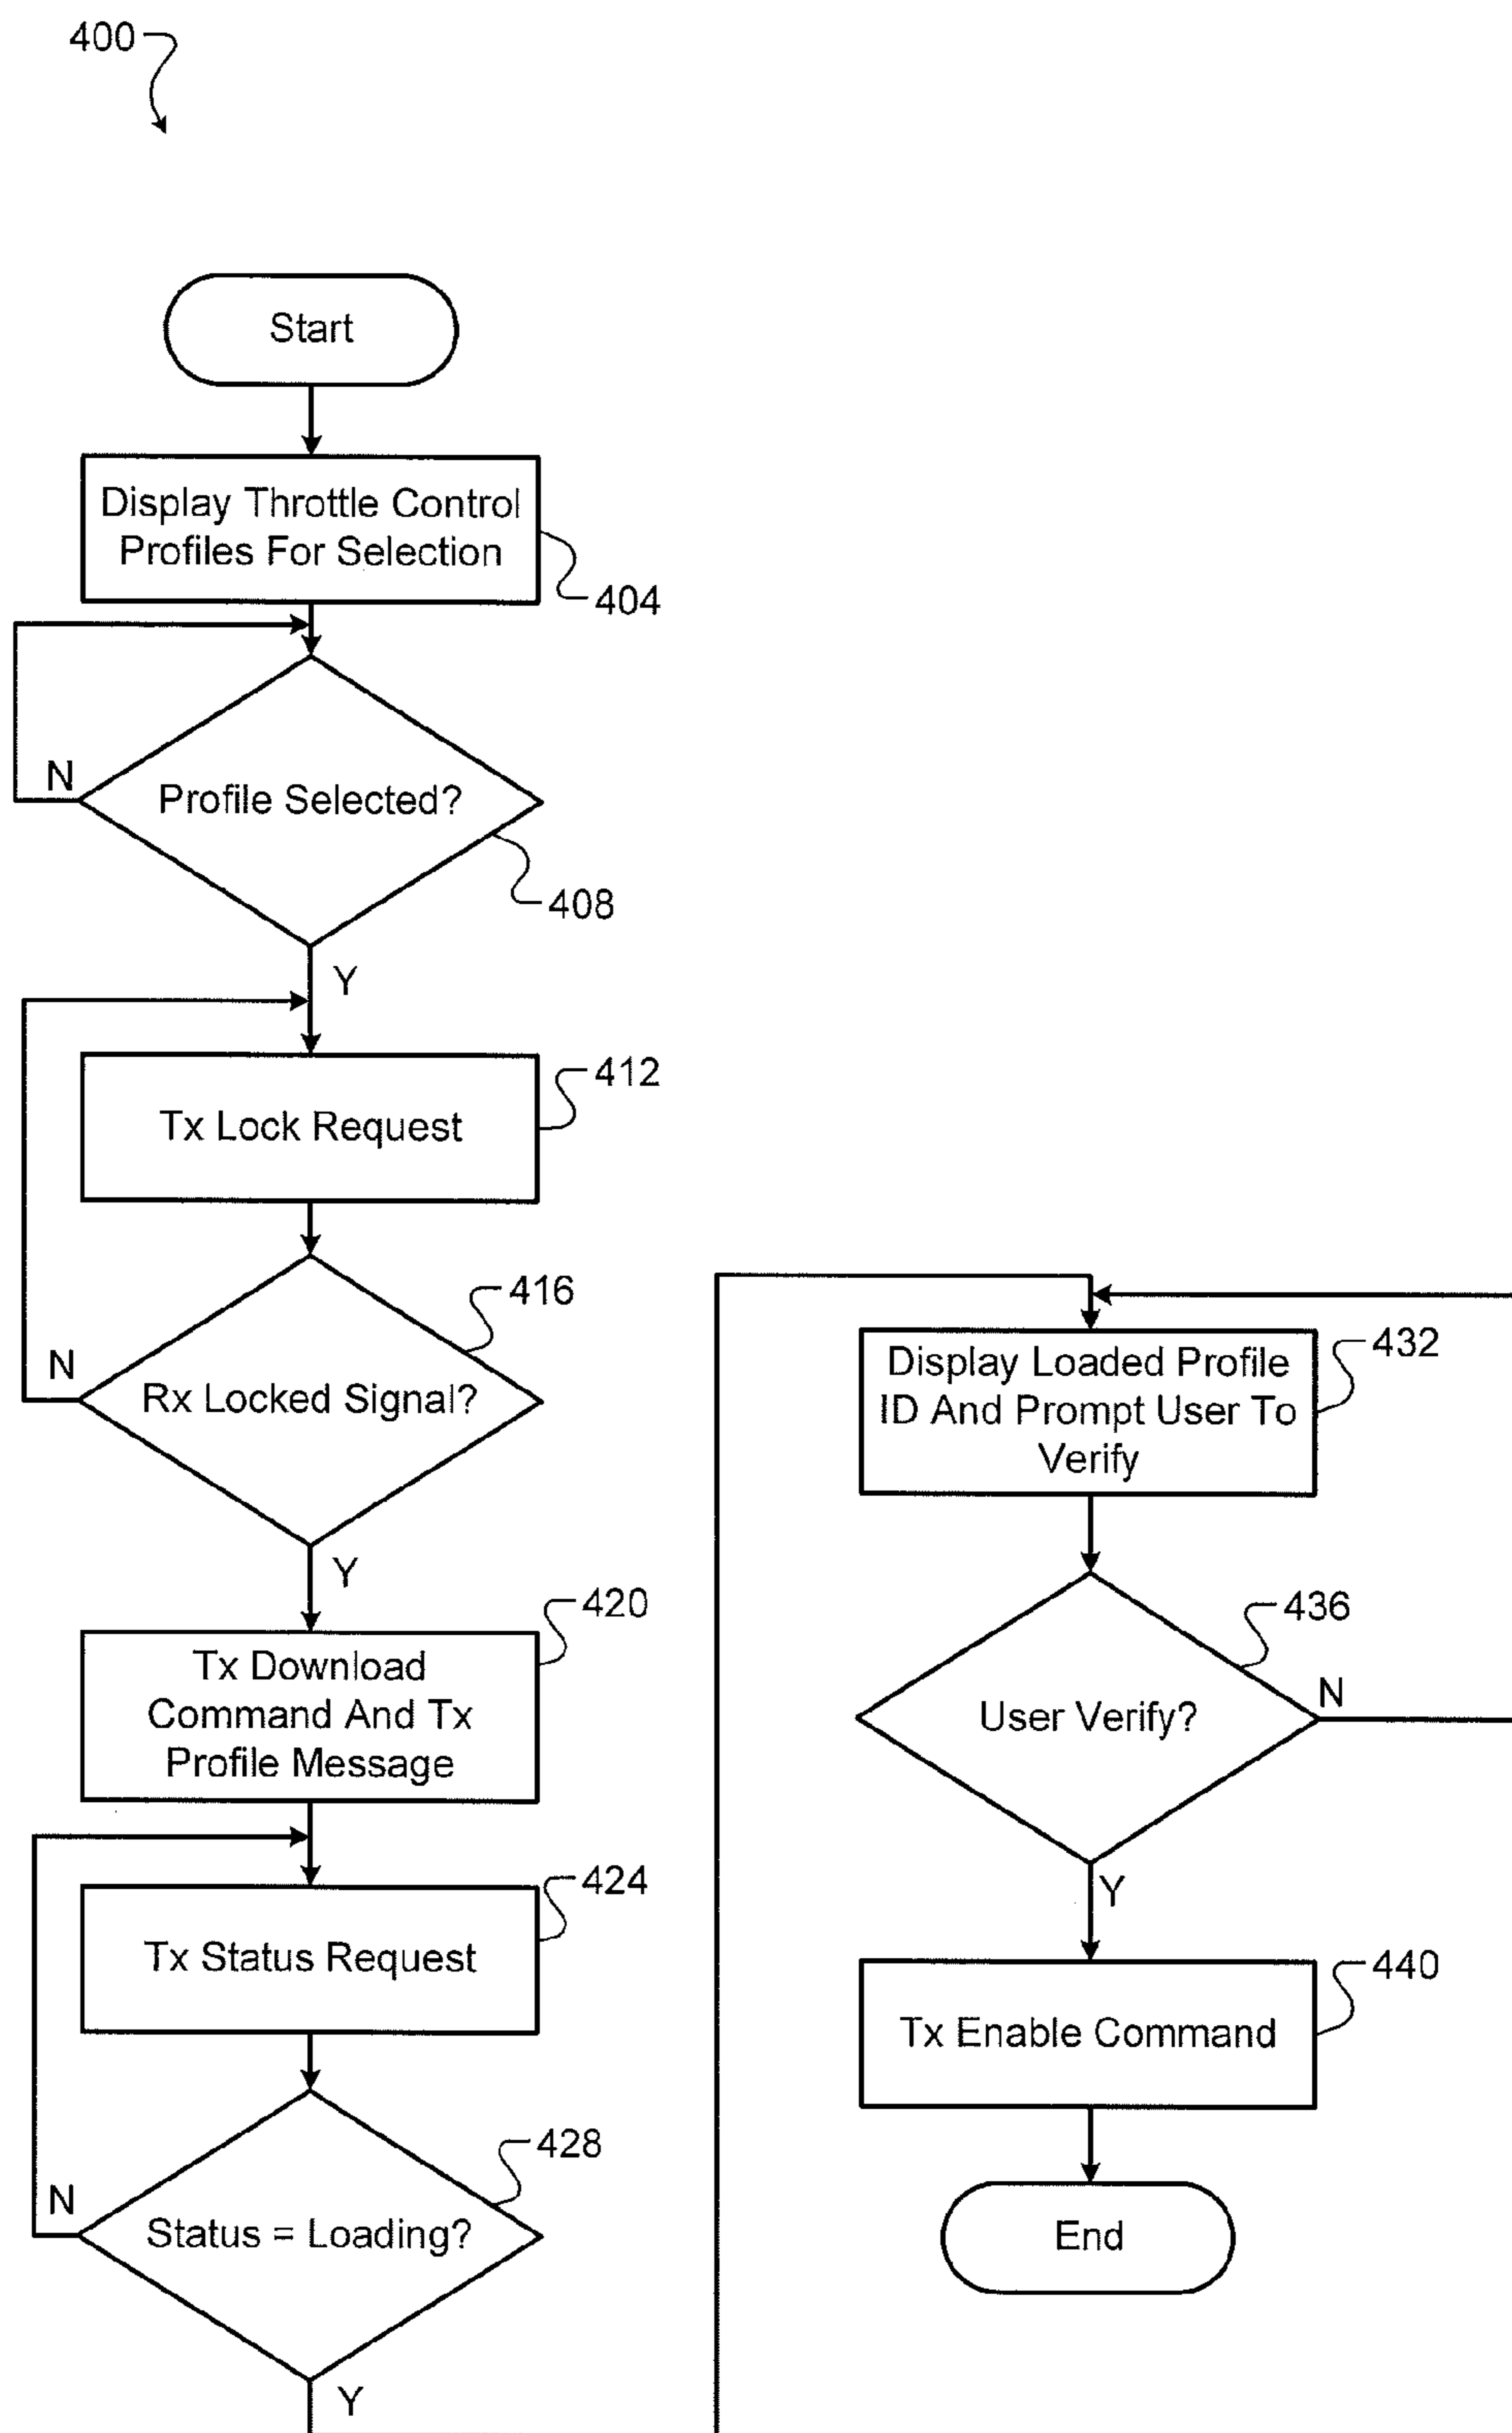 400
Start
Display Throttle Control
Profiles For Selection
404
N
Profile Selected?
408
Y
412
Tx Lock Request
416
N
Rx Locked Signal?
Y
420
Tx Download
Command And Tx
Profile Message
424
Tx Status Request
428
N
Status = Loading?
Y
432
Display Loaded Profile
ID And Prompt User To
Verify
436
N
User Verify?
Y
440
Tx Enable Command
End